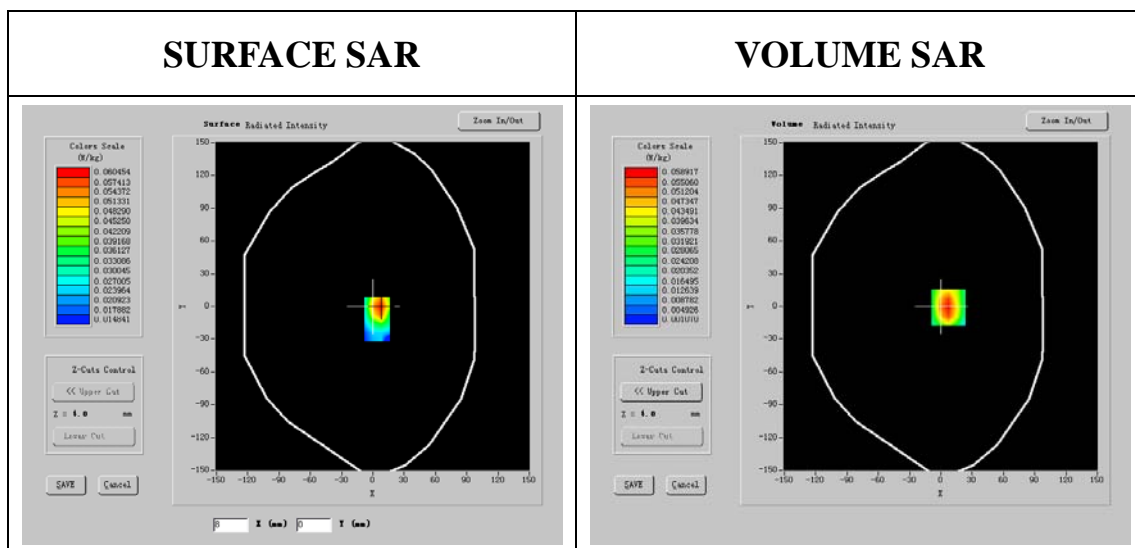 SURFACE SAR
VOLUME SAR
Surface Radiated Intensity
Zoom In/Out
Colors Scale
(W/kg)
0.060454
0.057413
0.054372
0.051331
0.048290
0.045250
0.042209
0.039168
0.036127
0.033086
0.030045
0.027005
0.023964
0.020923
0.017882
0.014841
150
120
90
60
30
0
-30
-60
-90
-120
-150
Y
-150 -120 -90 -60 -30 0 30 60 90 120 150
X
Z-Cuts Control
<< Upper Cut
Z = 4.0 mm
Lower Cut
SAVE Cancel
8 X (mm) 0 Y (mm)
Volume Radiated Intensity
Zoom In/Out
Colors Scale
(W/kg)
0.058917
0.055060
0.051204
0.047347
0.043491
0.039634
0.035778
0.031921
0.028065
0.024208
0.020352
0.016495
0.012639
0.008782
0.004926
0.001070
150
120
90
60
30
0
-30
-60
-90
-120
-150
Y
-150 -120 -90 -60 -30 0 30 60 90 120 150
X
Z-Cuts Control
<< Upper Cut
Z = 4.0 mm
Lower Cut
SAVE Cancel